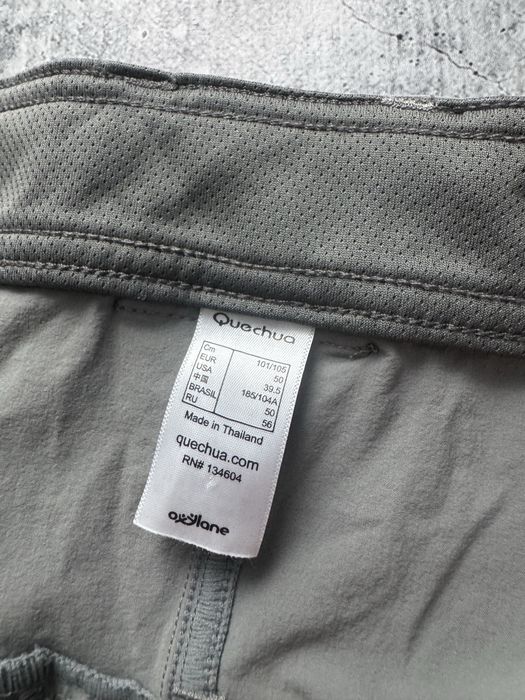 Quechua
Cm 101/105
EUR 50
USA 39.5
中国 185/104A
BRASIL 50
RU 56
Made in Thailand
quechua.com
RN# 134604
oxylane